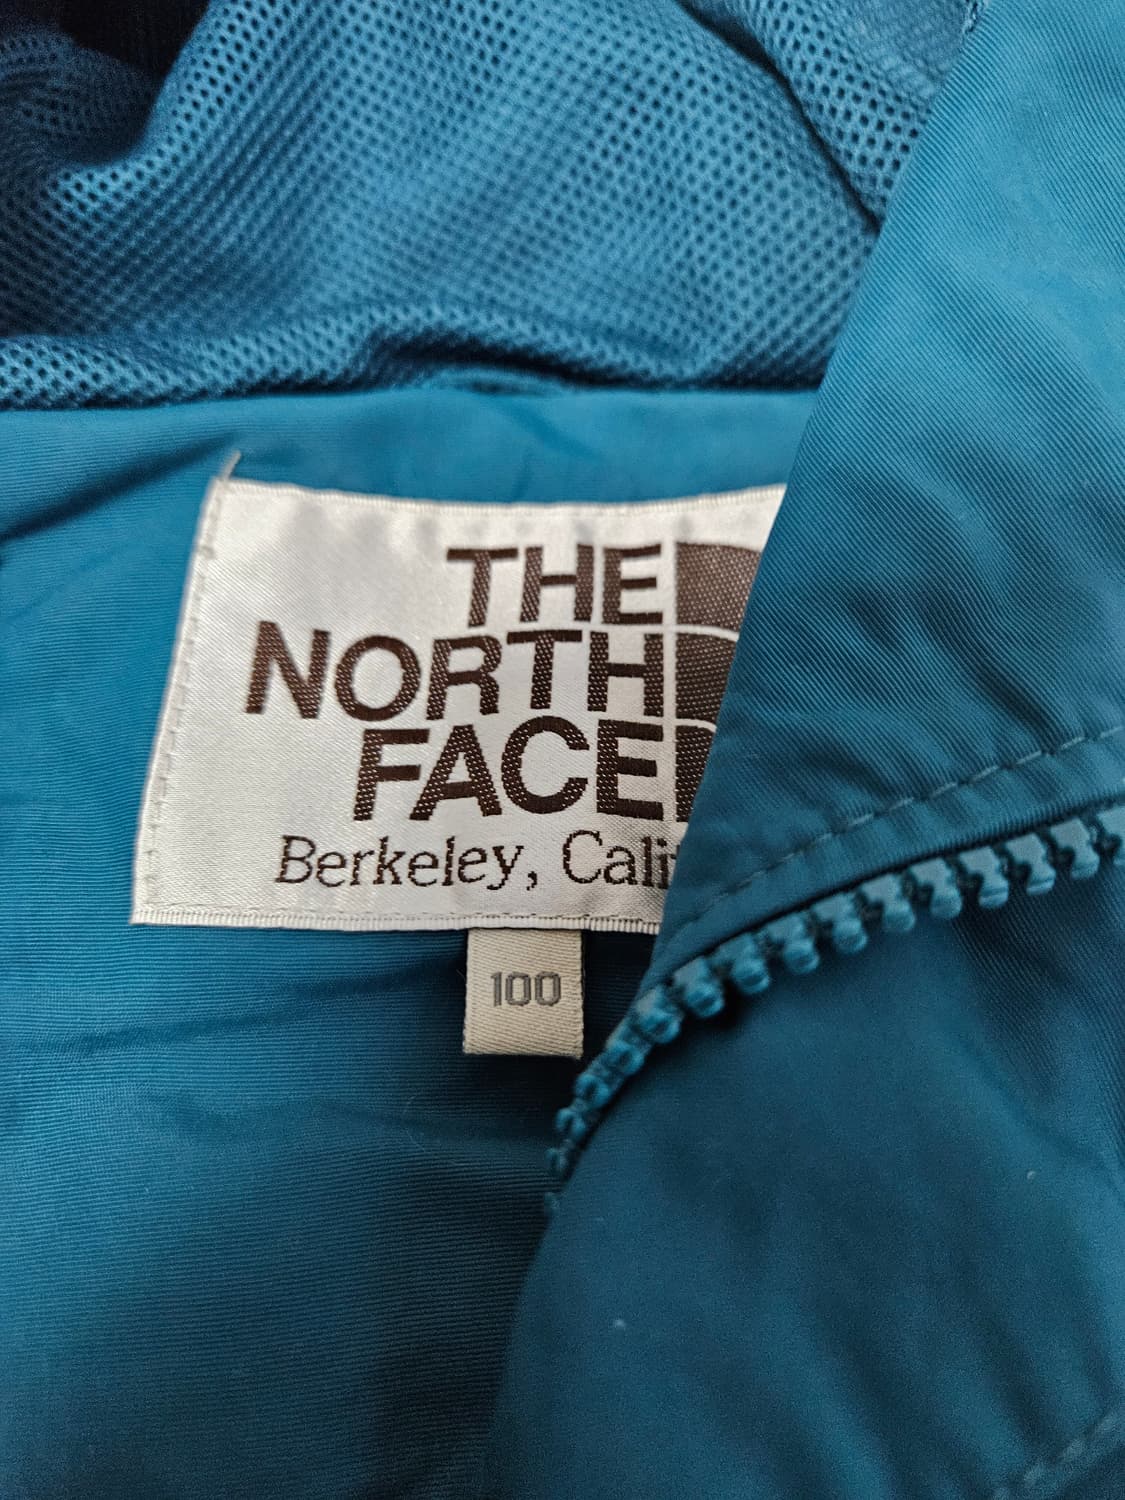 THE
NORTH
FACE
Berkeley, Cali
100